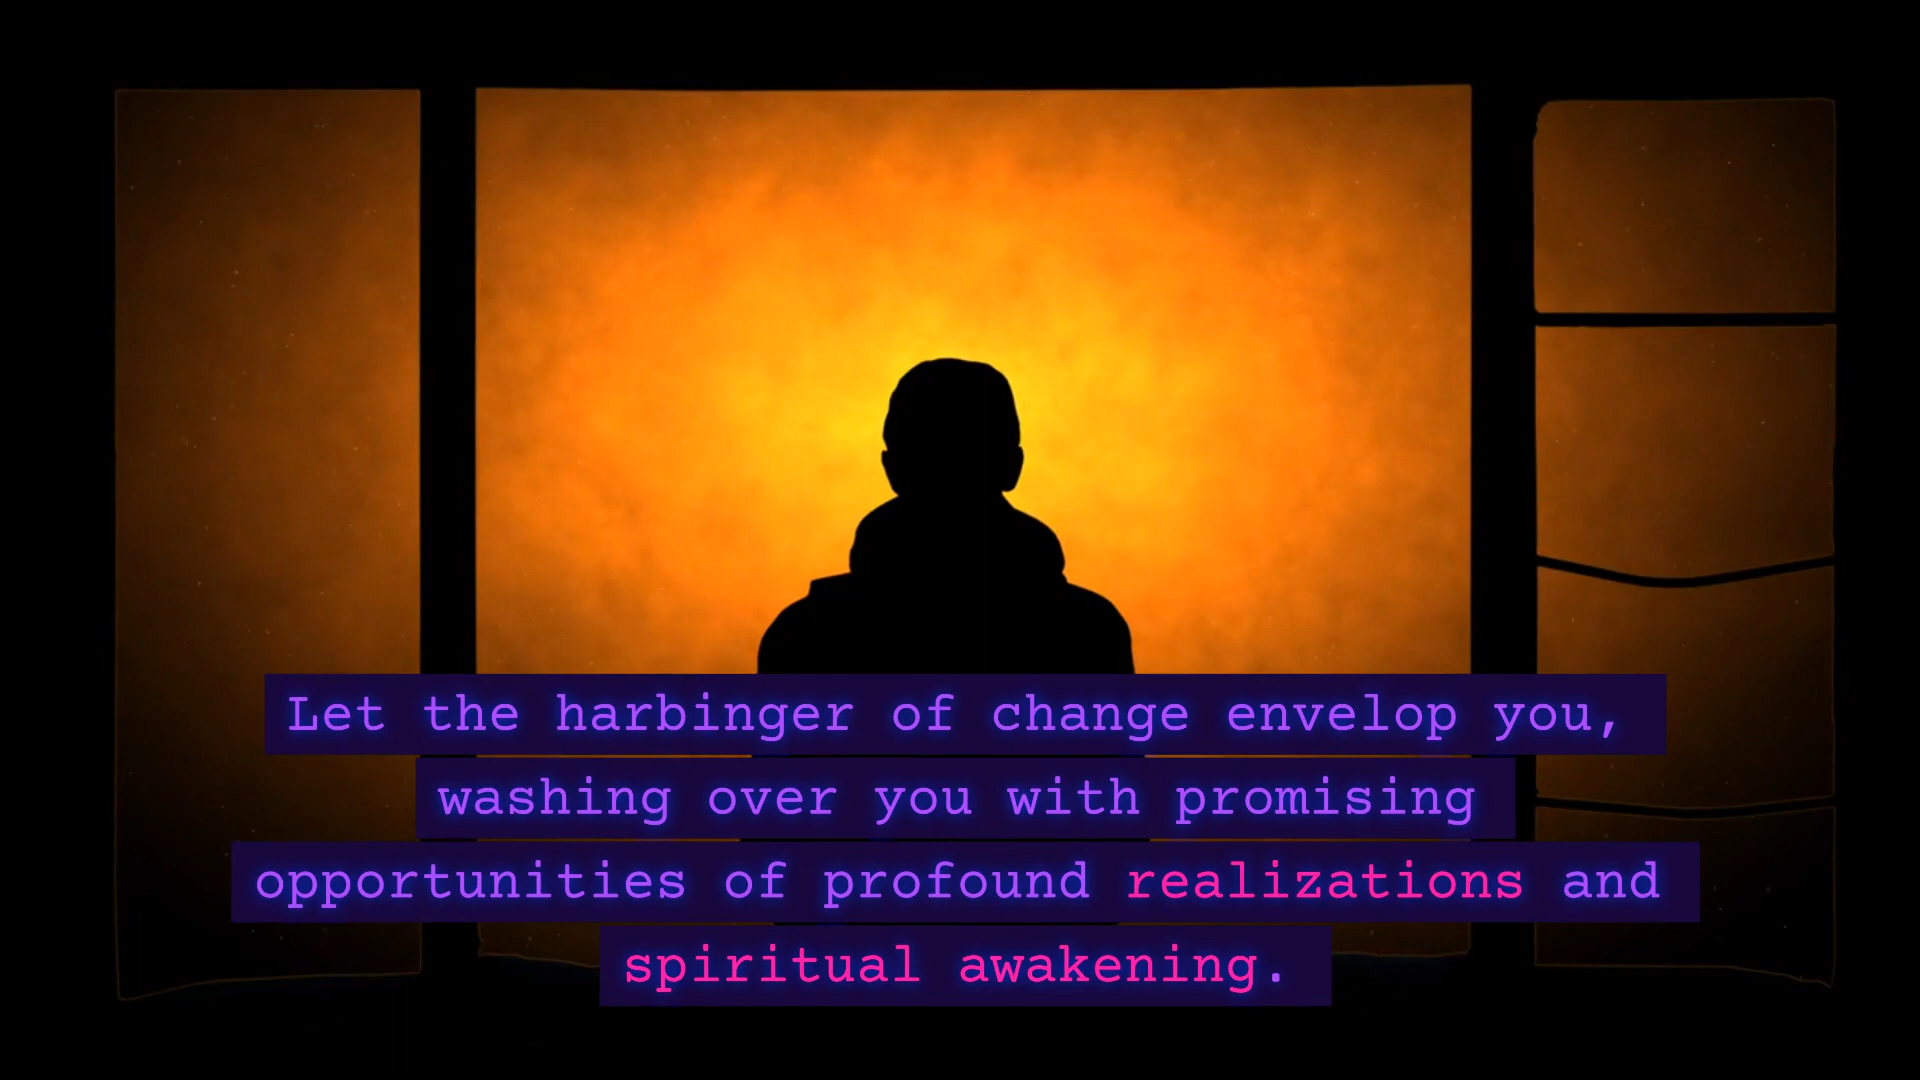 Let the harbinger of change envelop you,
washing over you with promising
opportunities of profound realizations and
spiritual awakening.